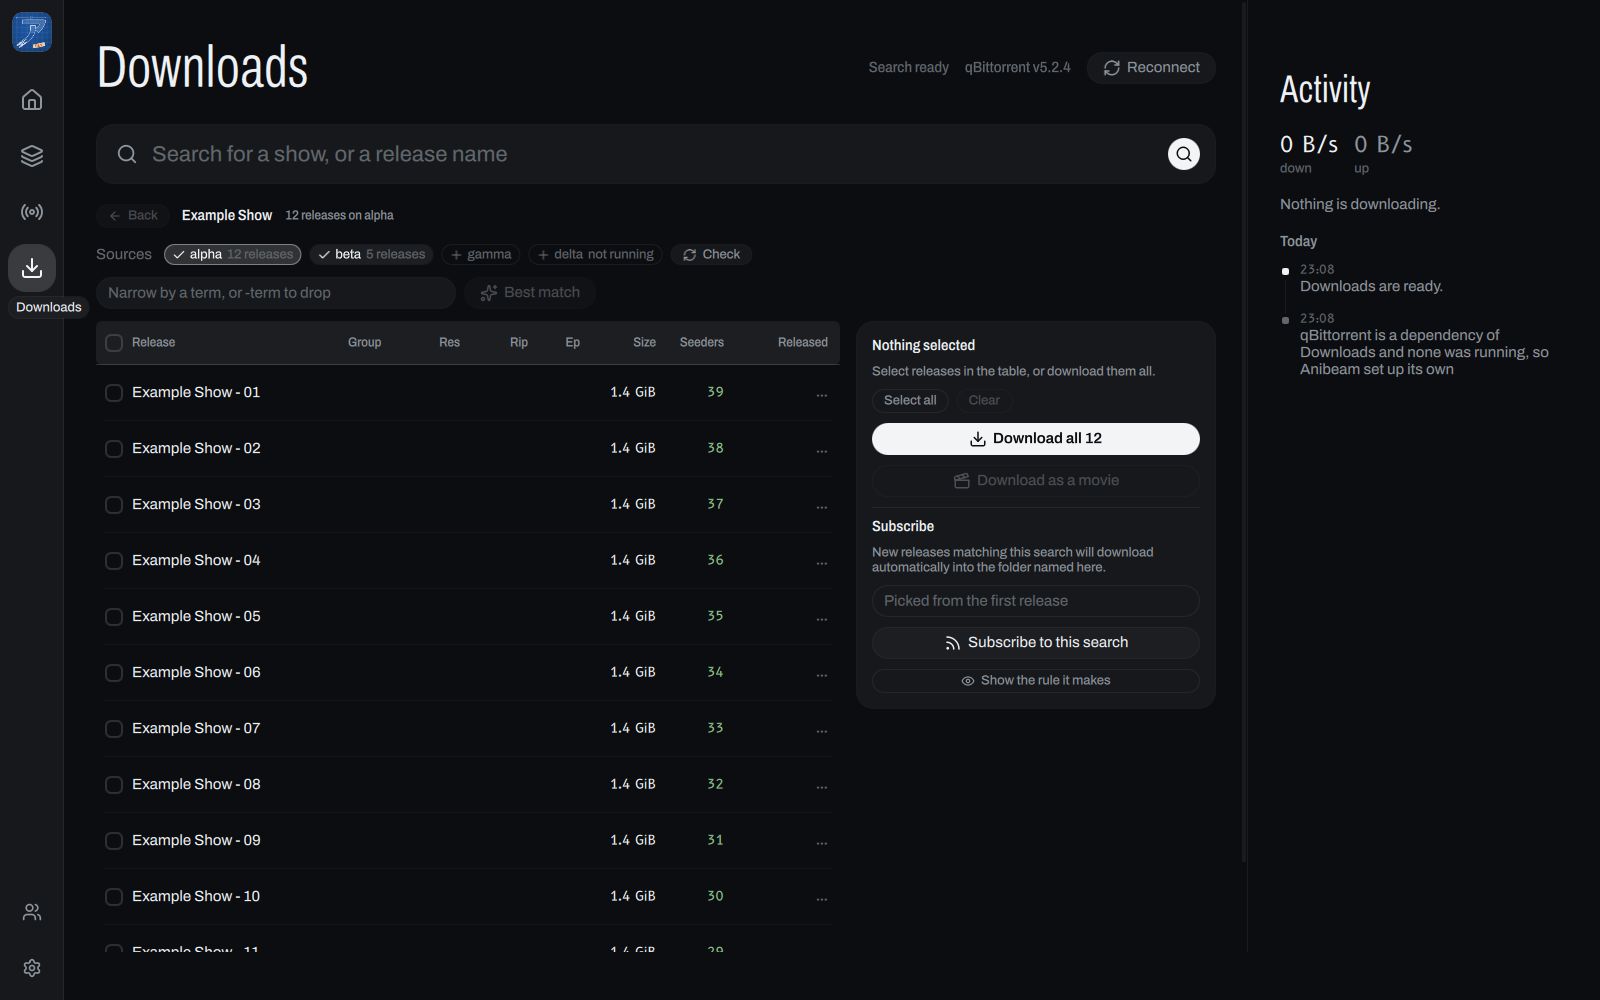 Downloads
Search ready qBittorrent v5.2.4 Reconnect
Search for a show, or a release name
Back Example Show 12 releases on alpha
Sources alpha 12 releases beta 5 releases gamma delta not running Check
Narrow by a term, or -term to drop Best match
Downloads
Release Group Res Rip Ep Size Seeders Released
Example Show - 01 1.4 GiB 39 ...
Example Show - 02 1.4 GiB 38 ...
Example Show - 03 1.4 GiB 37 ...
Example Show - 04 1.4 GiB 36 ...
Example Show - 05 1.4 GiB 35 ...
Example Show - 06 1.4 GiB 34 ...
Example Show - 07 1.4 GiB 33 ...
Example Show - 08 1.4 GiB 32 ...
Example Show - 09 1.4 GiB 31 ...
Example Show - 10 1.4 GiB 30 ...
Example Show - 11 1.4 GiB 29
Nothing selected
Select releases in the table, or download them all.
Select all Clear
Download all 12
Download as a movie
Subscribe
New releases matching this search will download
automatically into the folder named here.
Picked from the first release
Subscribe to this search
Show the rule it makes
Activity
0 B/s 0 B/s
down up
Nothing is downloading.
Today
23:08
Downloads are ready.
23:08
qBittorrent is a dependency of
Downloads and none was running, so
Anibeam set up its own